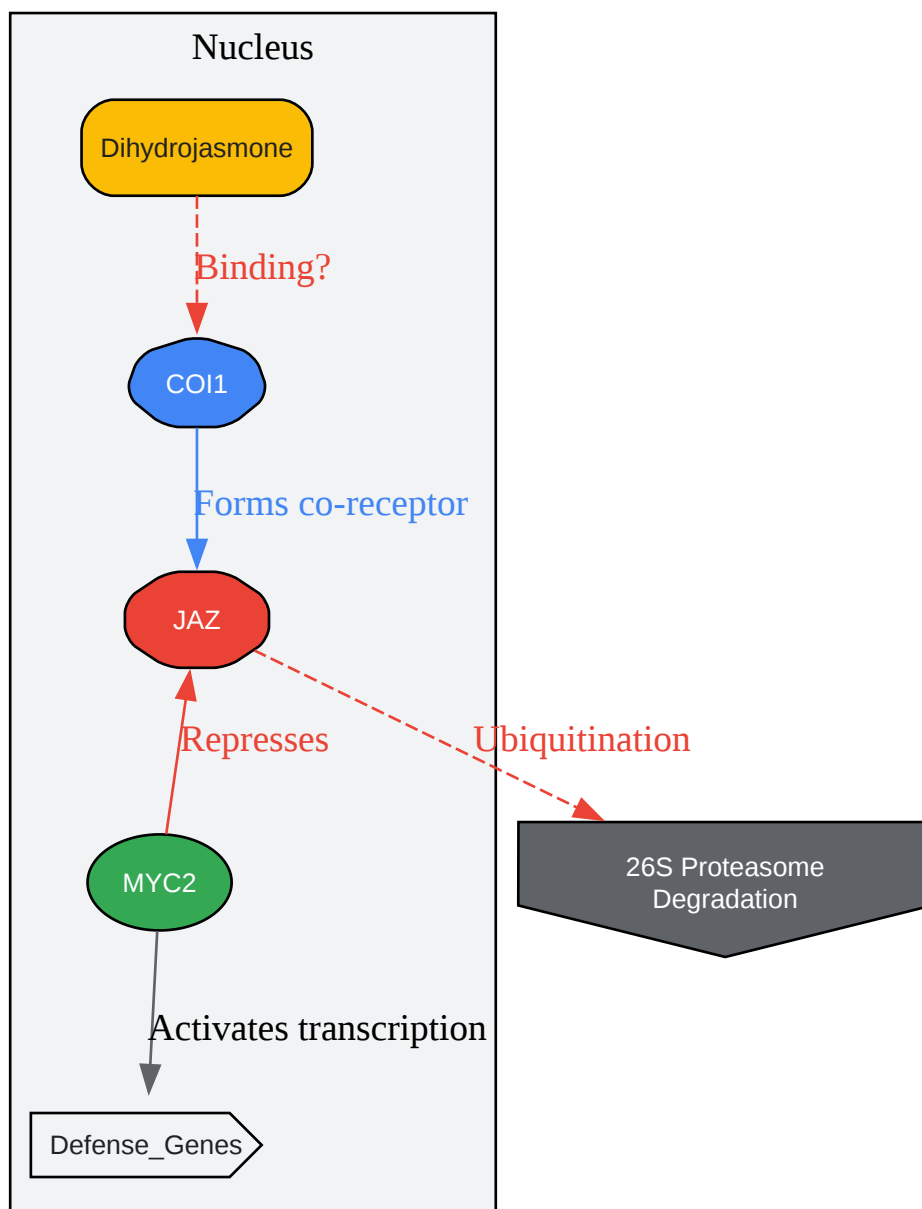 Nucleus
Dihydrojasmone
Binding?
COI1
Forms co-receptor
JAZ
Represses
Ubiquitination
MYC2
26S Proteasome
Degradation
Activates transcription
Defense_Genes